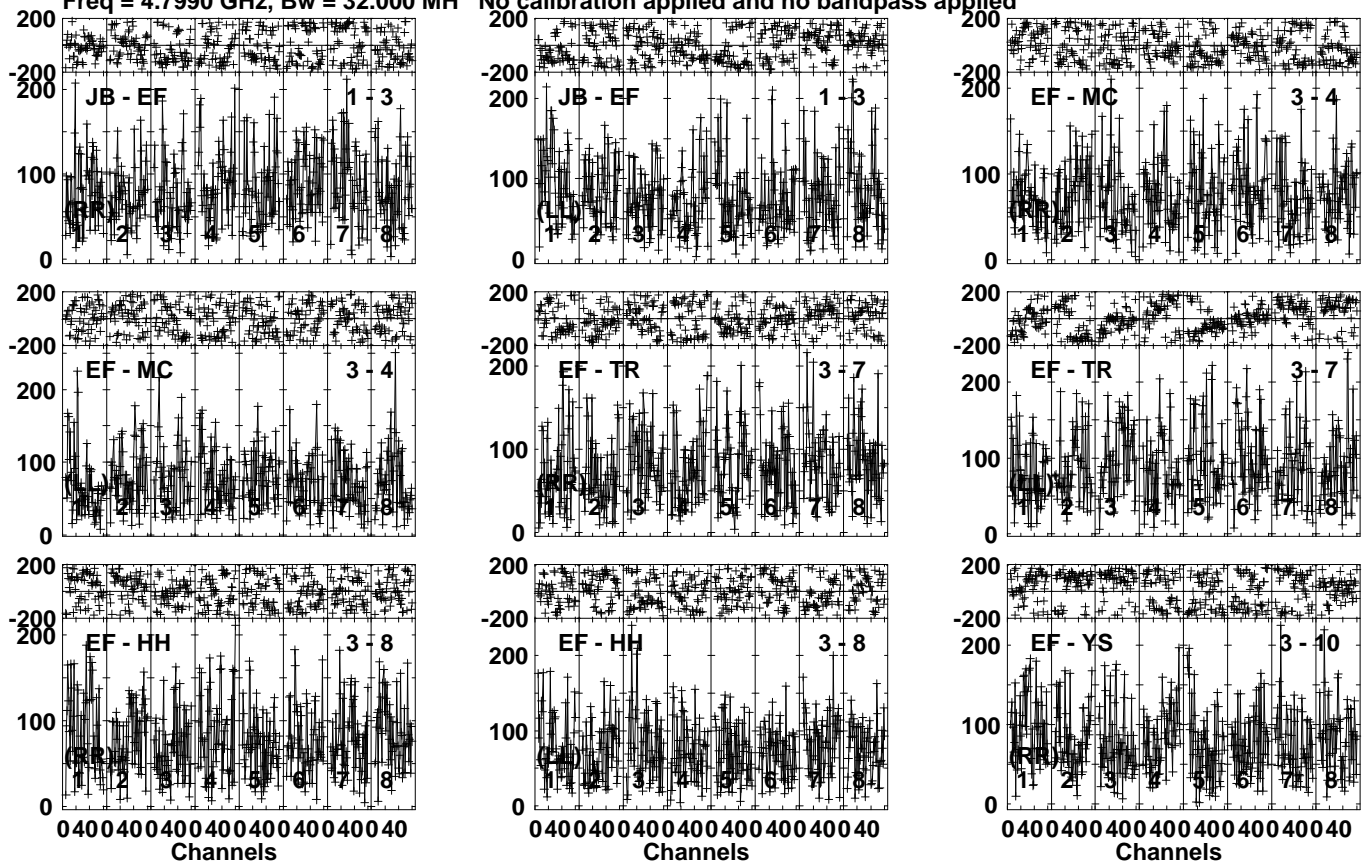 Freq = 4.7990 GHz, Bw = 32.000 MH No calibration applied and no bandpass applied
200 200 200
-200 -200 -200
JB - EF 1 - 3 JB - EF 1 - 3 EF - MC 3 - 4
200 200 200
100 100 100
(RR) (LL) (RR)
1 2 3 4 5 6 7 8 1 2 3 4 5 6 7 8 1 2 3 4 5 6 7 8
0 0 0
200 200 200
-200 -200 -200
EF - MC 3 - 4 EF - TR 3 - 7 EF - TR 3 - 7
200 200 200
100 100 100
(LL) (RR) (LL)
1 2 3 4 5 6 7 8 1 2 3 4 5 6 7 8 1 2 3 4 5 6 7 8
0 0 0
200 200 200
-200 -200 -200
EF - HH 3 - 8 EF - HH 3 - 8 EF - YS 3 - 10
200 200 200
100 100 100
(RR) (LL) (RR)
1 2 3 4 5 6 7 8 1 2 3 4 5 6 7 8 1 2 3 4 5 6 7 8
0 0 0
0 40 0 40 0 40 0 40 0 40 0 40 0 40 0 40 0 40 0 40 0 40 0 40 0 40 0 40 0 40 0 40 0 40 0 40 0 40 0 40 0 40 0 40 0 40 0 40
Channels Channels Channels